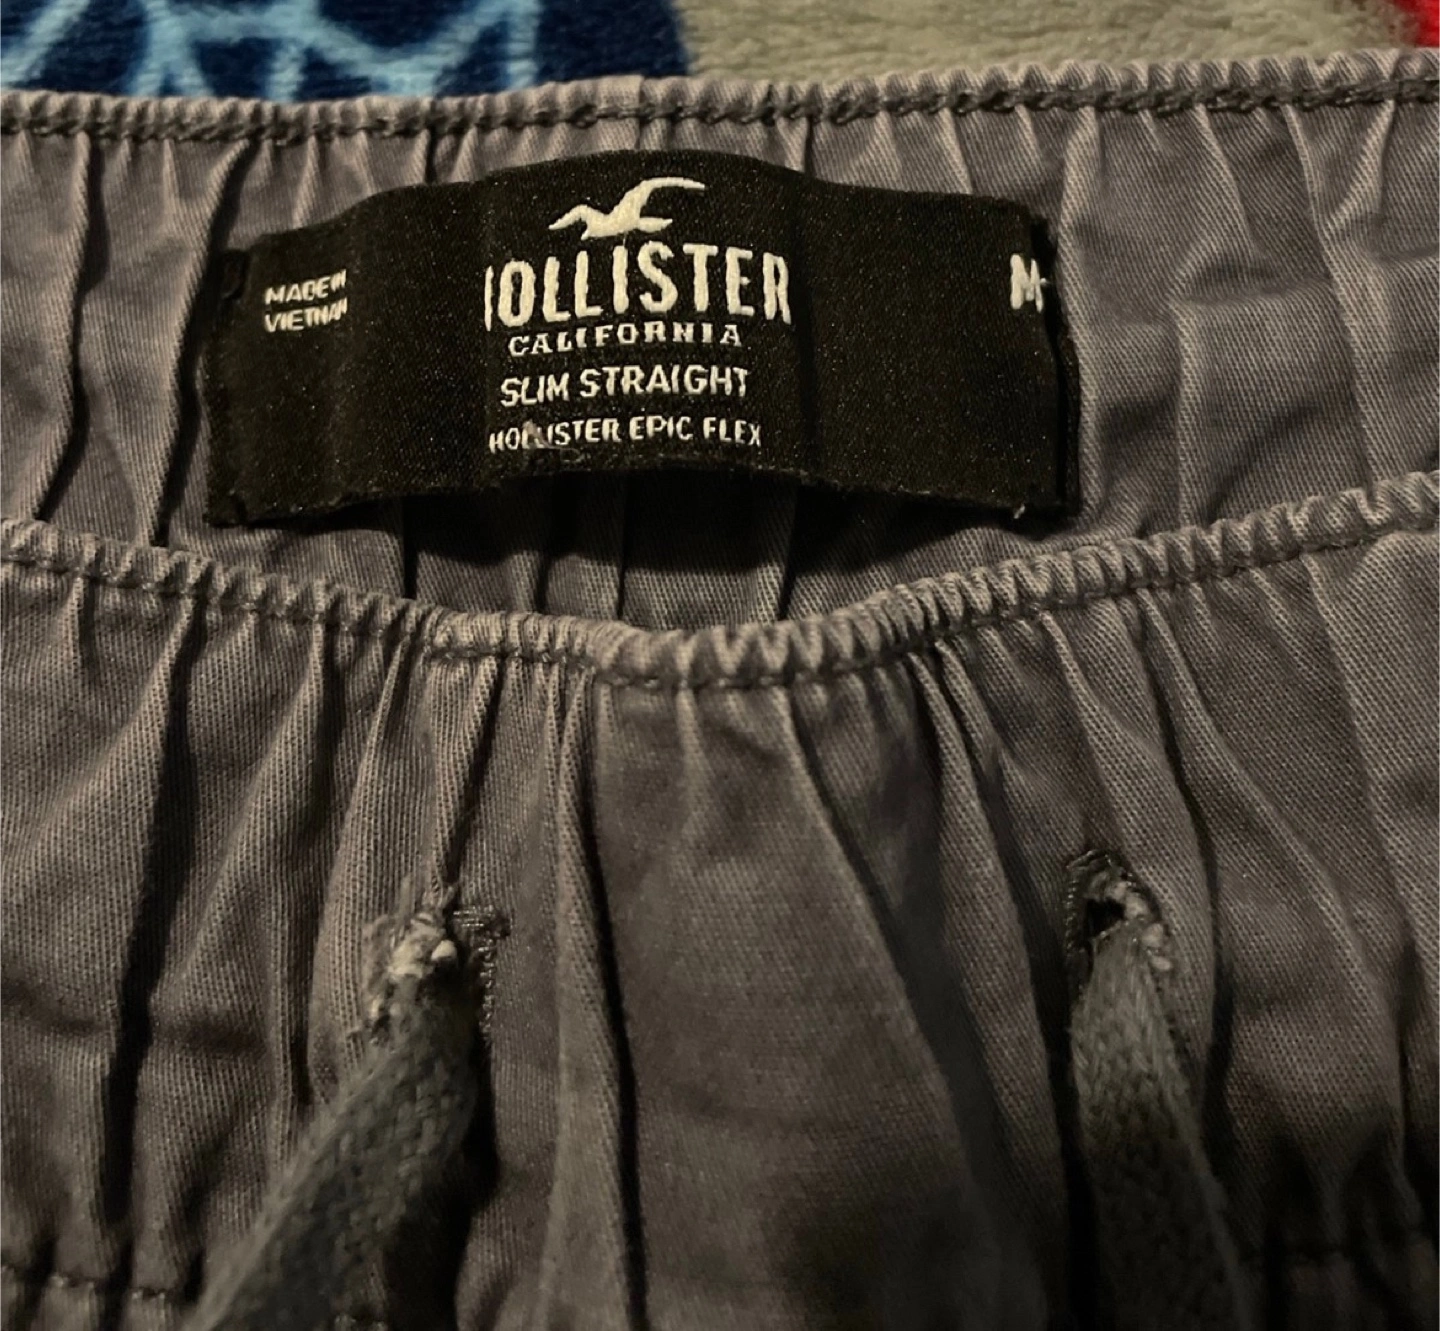 MADE IN
VIETNAM
HOLLISTER
CALIFORNIA
SLIM STRAIGHT
HOLLISTER EPIC FLEX
M